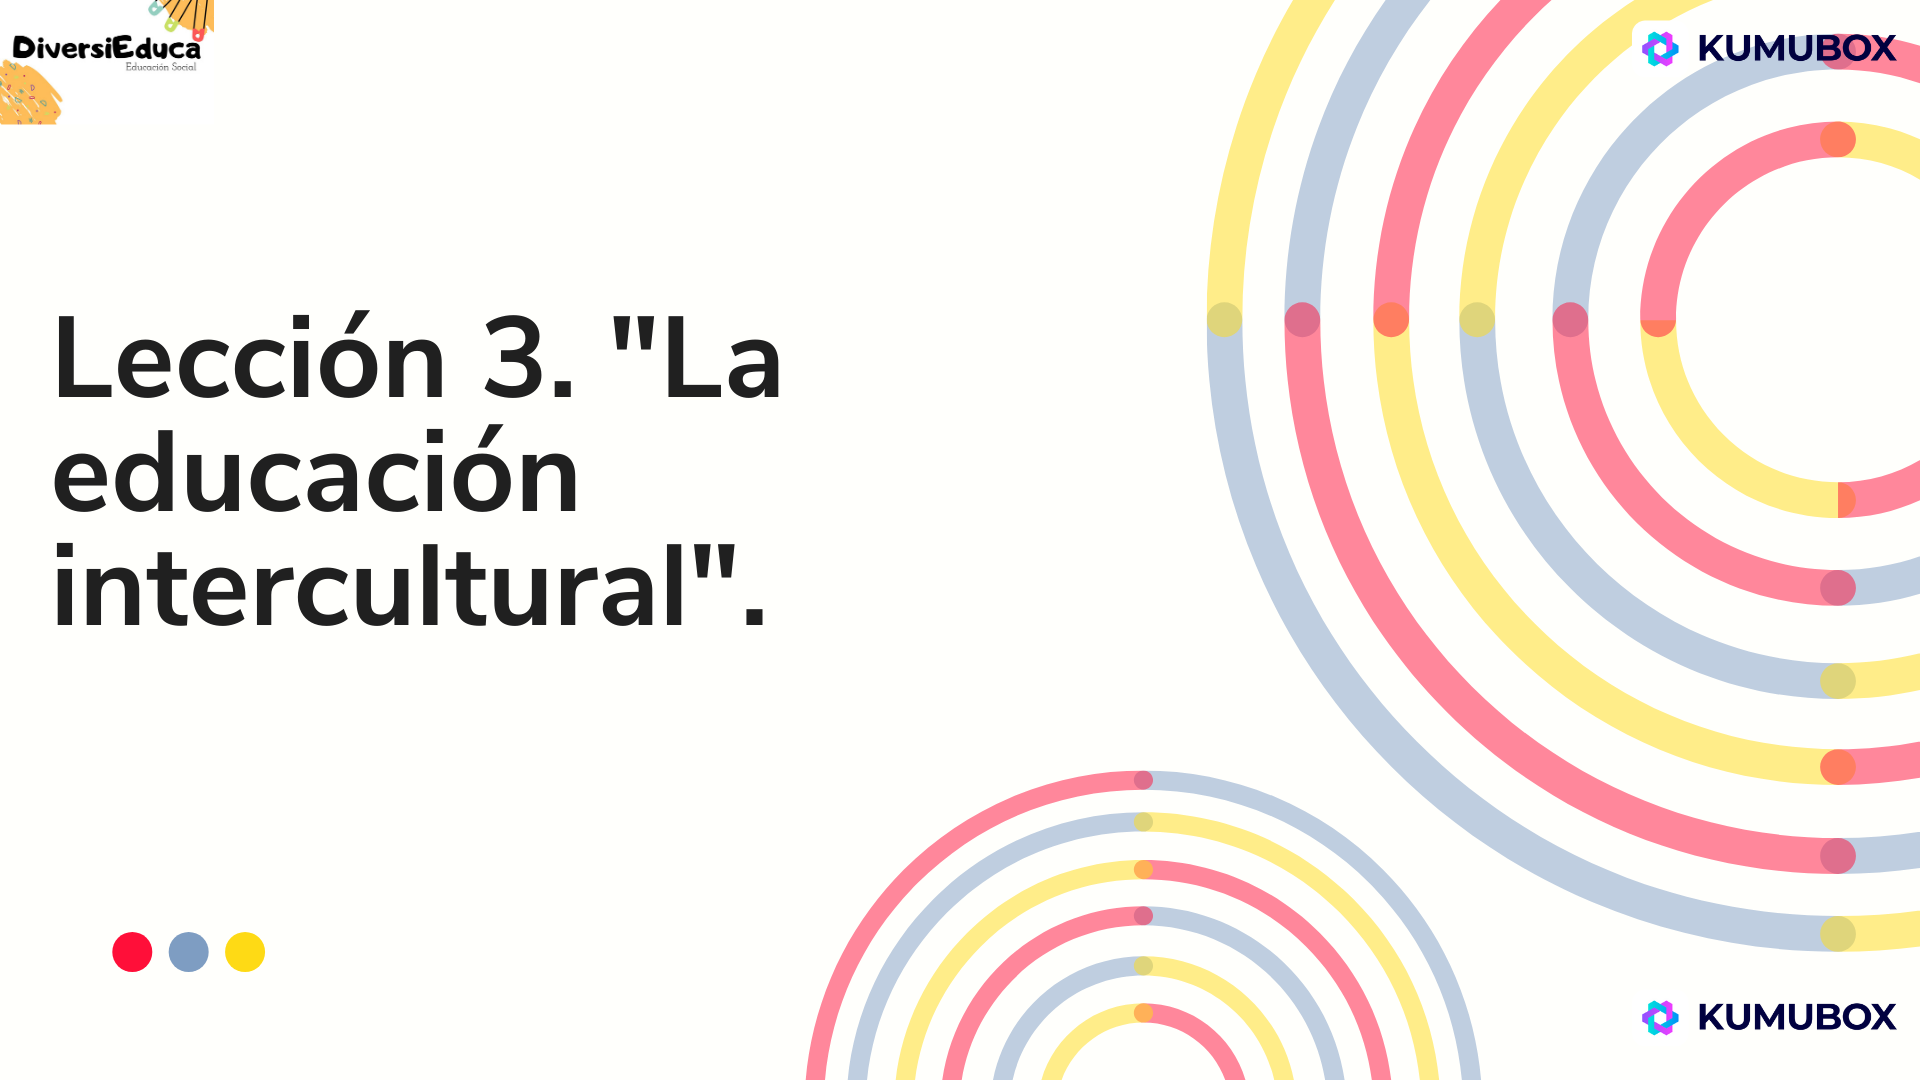 DiversiEduca
Educación Social
KUMUBOX
Lección 3. "La
educación
intercultural".
KUMUBOX